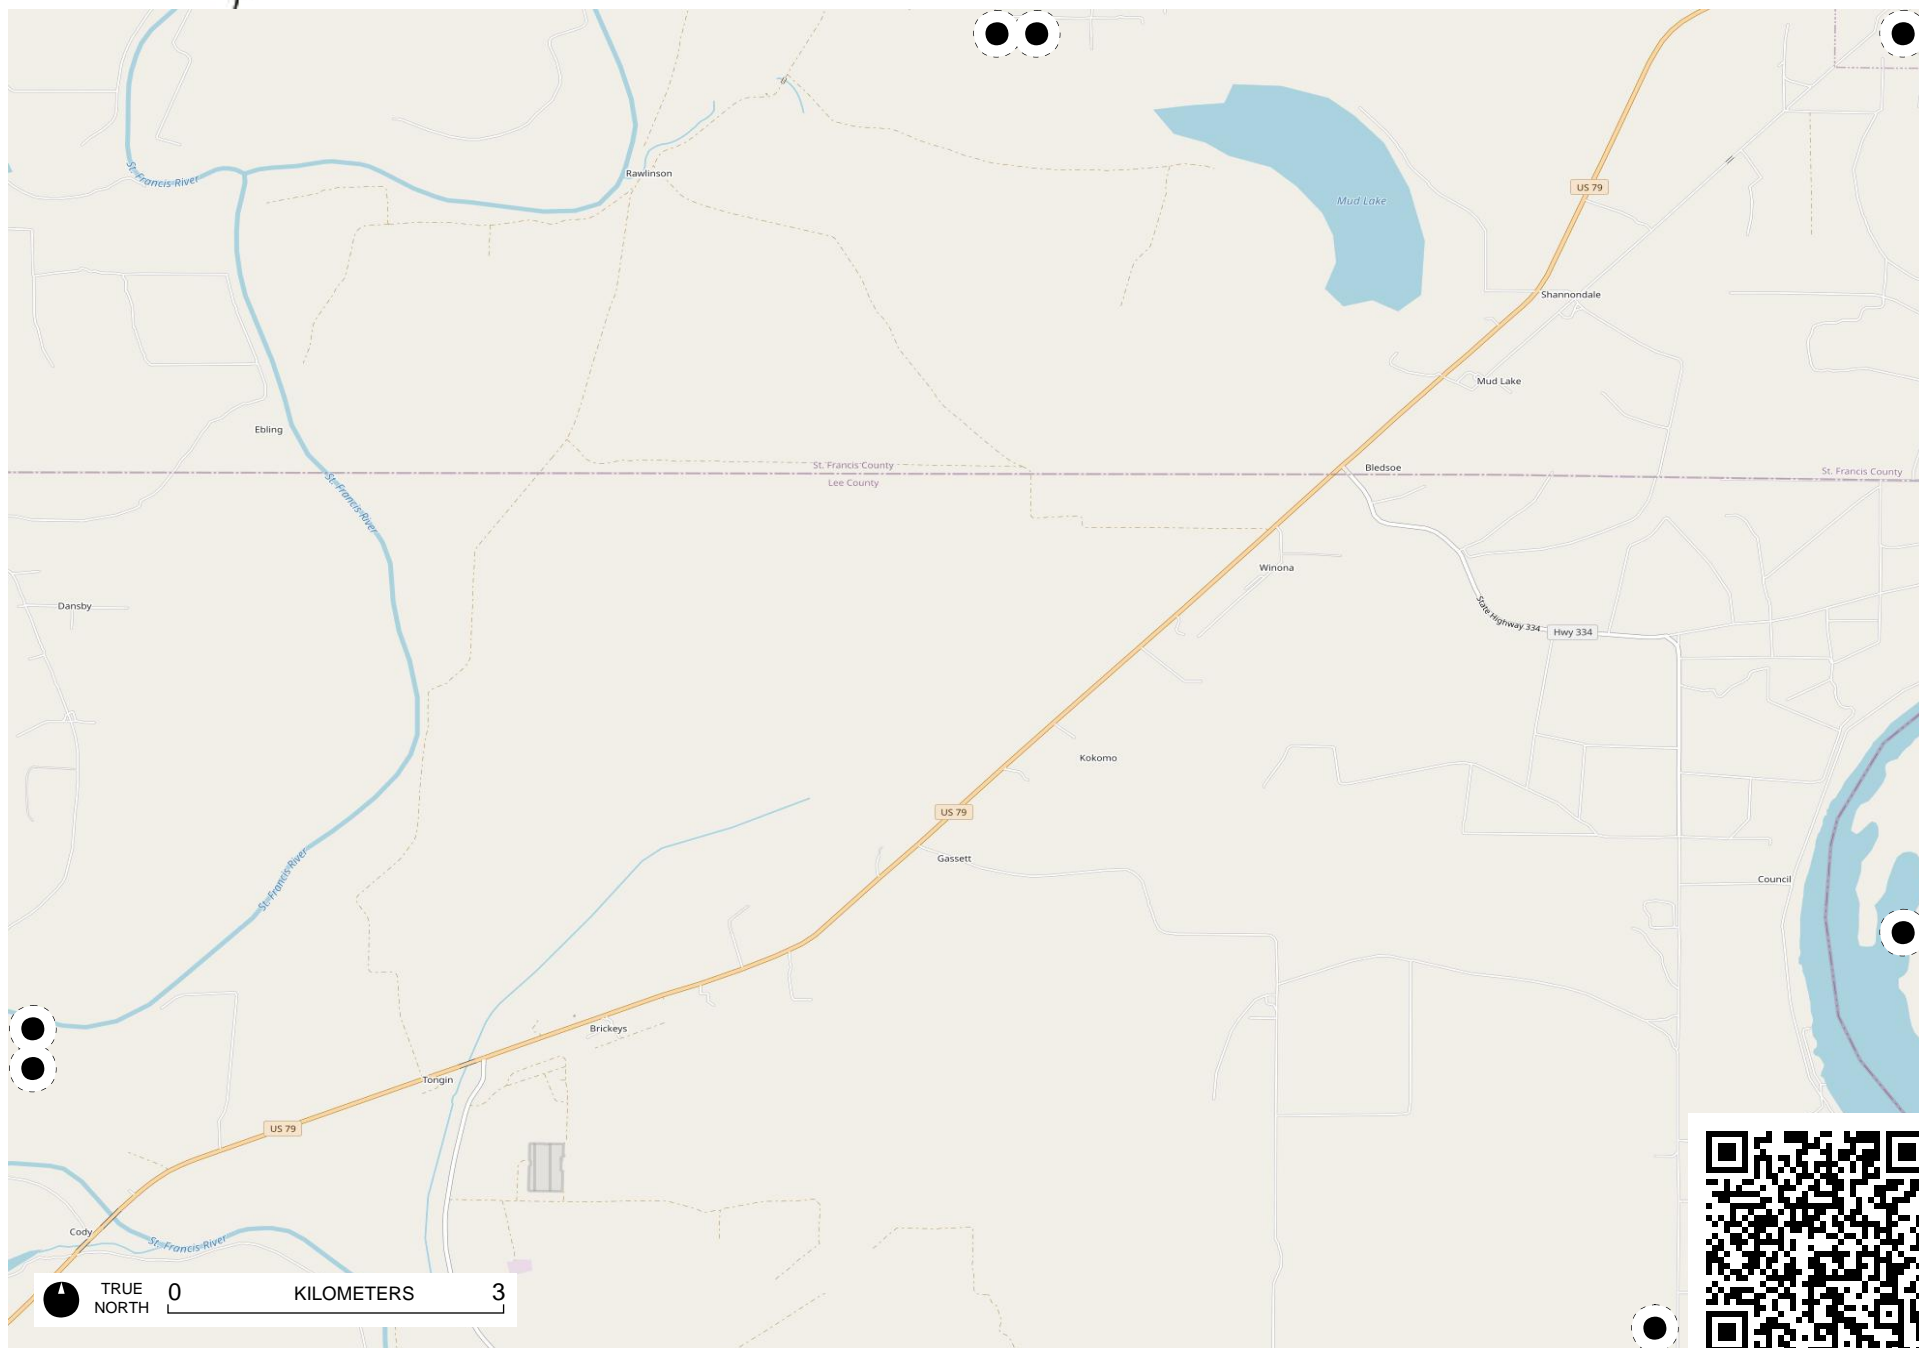 St. Francis River
Rawlinson
Mud Lake
US 79
Shannondale
Mud Lake
Ebling
St. Francis County
Lee County
Bledsoe
St. Francis County
St. Francis River
Winona
Dansby
State Highway 334
Hwy 334
Kokomo
US 79
Gassett
St. Francis River
Council
Brickeys
Tongin
US 79
Cody
St. Francis River
TRUE
NORTH
0 KILOMETERS 3